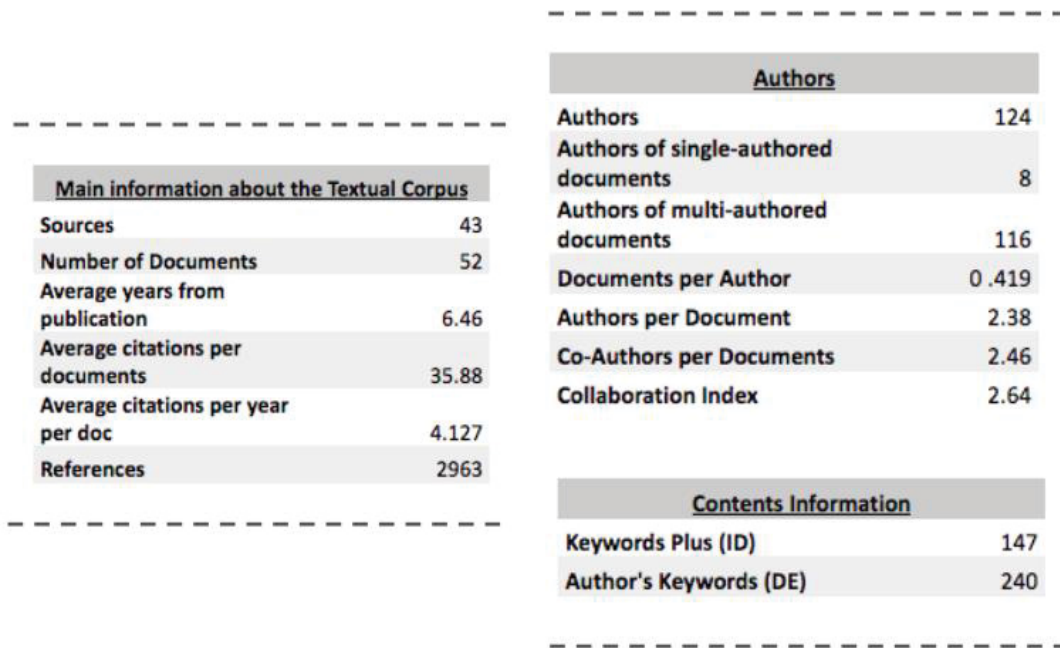 Main information about the Textual Corpus
Sources 43
Number of Documents 52
Average years from
publication 6.46
Average citations per
documents 35.88
Average citations per year
per doc 4.127
References 2963
Authors
Authors 124
Authors of single-authored
documents 8
Authors of multi-authored
documents 116
Documents per Author 0 .419
Authors per Document 2.38
Co-Authors per Documents 2.46
Collaboration Index 2.64
Contents Information
Keywords Plus (ID) 147
Author's Keywords (DE) 240